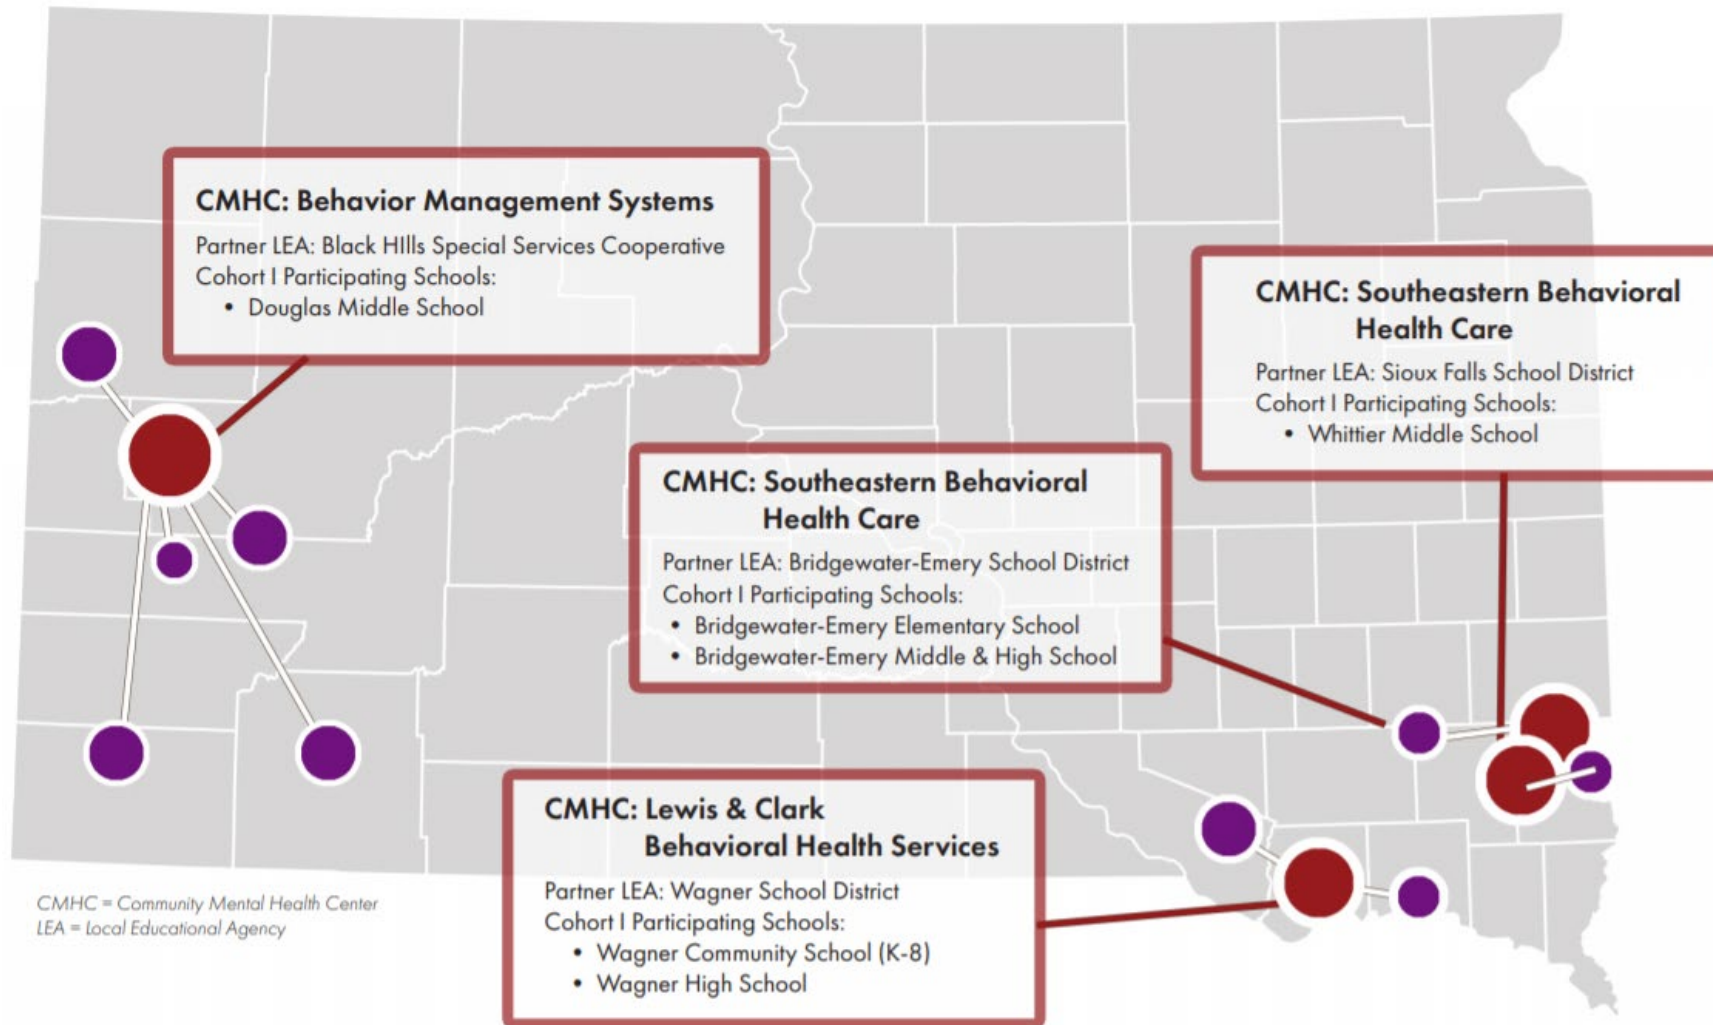 CMHC: Behavior Management Systems
Partner LEA: Black HIlls Special Services Cooperative
Cohort I Participating Schools:
• Douglas Middle School
CMHC: Southeastern Behavioral
Health Care
Partner LEA: Sioux Falls School District
Cohort I Participating Schools:
• Whittier Middle School
CMHC: Southeastern Behavioral
Health Care
Partner LEA: Bridgewater-Emery School District
Cohort I Participating Schools:
• Bridgewater-Emery Elementary School
• Bridgewater-Emery Middle & High School
CMHC: Lewis & Clark
Behavioral Health Services
Partner LEA: Wagner School District
Cohort I Participating Schools:
• Wagner Community School (K-8)
• Wagner High School
CMHC = Community Mental Health Center
LEA = Local Educational Agency